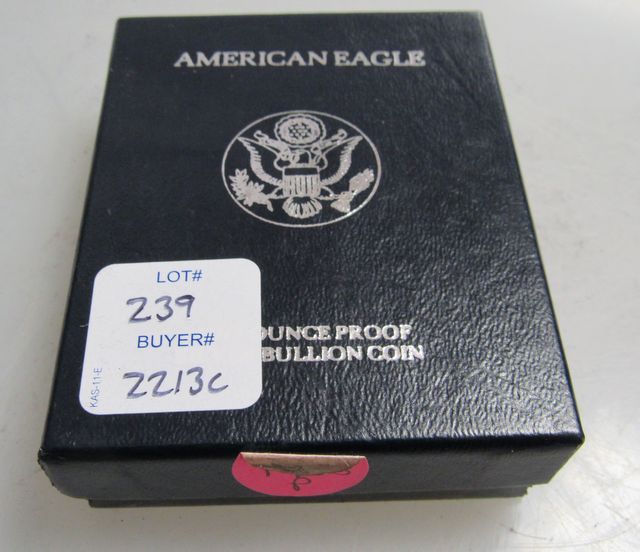 AMERICAN EAGLE
OUNCE PROOF
BULLION COIN
LOT#
239
BUYER#
2213C
KAS-11-E